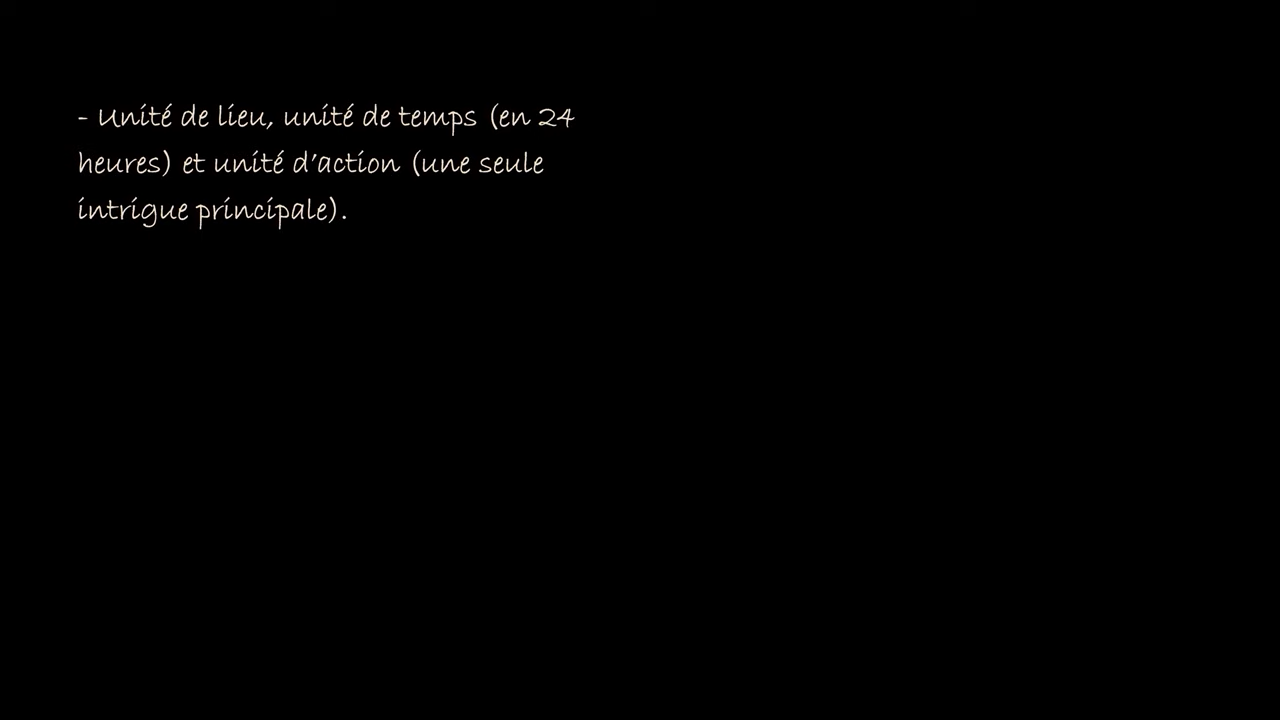 - Unité de lieu, unité de temps (en 24
heures) et unité d’action (une seule
intrigue principale).